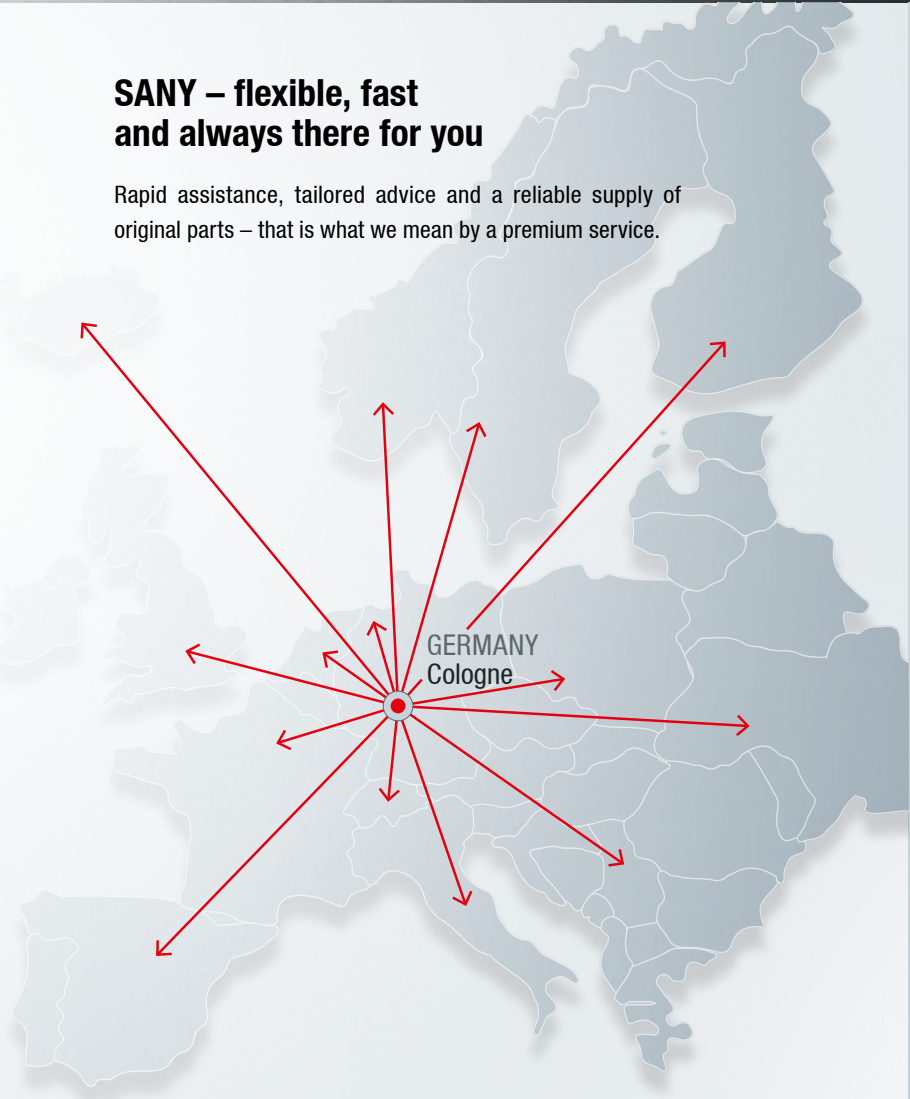 SANY – flexible, fast
and always there for you
Rapid assistance, tailored advice and a reliable supply of
original parts – that is what we mean by a premium service.
GERMANY
Cologne